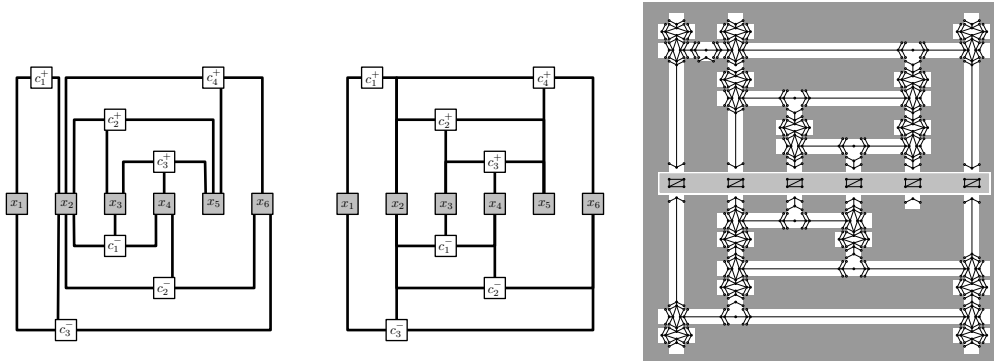 c₁⁺ c₄⁺ c₁⁺ c₄⁺
c₂⁺ c₂⁺
c₃⁺ c₃⁺
x₁ x₂ x₃ x₄ x₅ x₆ x₁ x₂ x₃ x₄ x₅ x₆
c₁⁻ c₁⁻
c₂⁻ c₂⁻
c₃⁻ c₃⁻